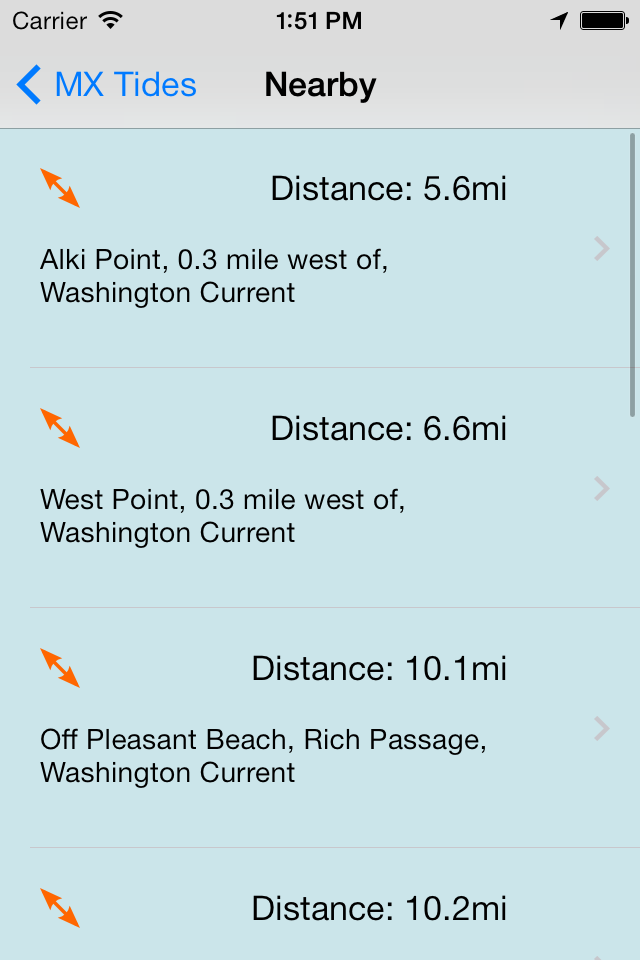 Carrier 1:51 PM
MX Tides Nearby
Distance: 5.6mi
Alki Point, 0.3 mile west of,
Washington Current
Distance: 6.6mi
West Point, 0.3 mile west of,
Washington Current
Distance: 10.1mi
Off Pleasant Beach, Rich Passage,
Washington Current
Distance: 10.2mi